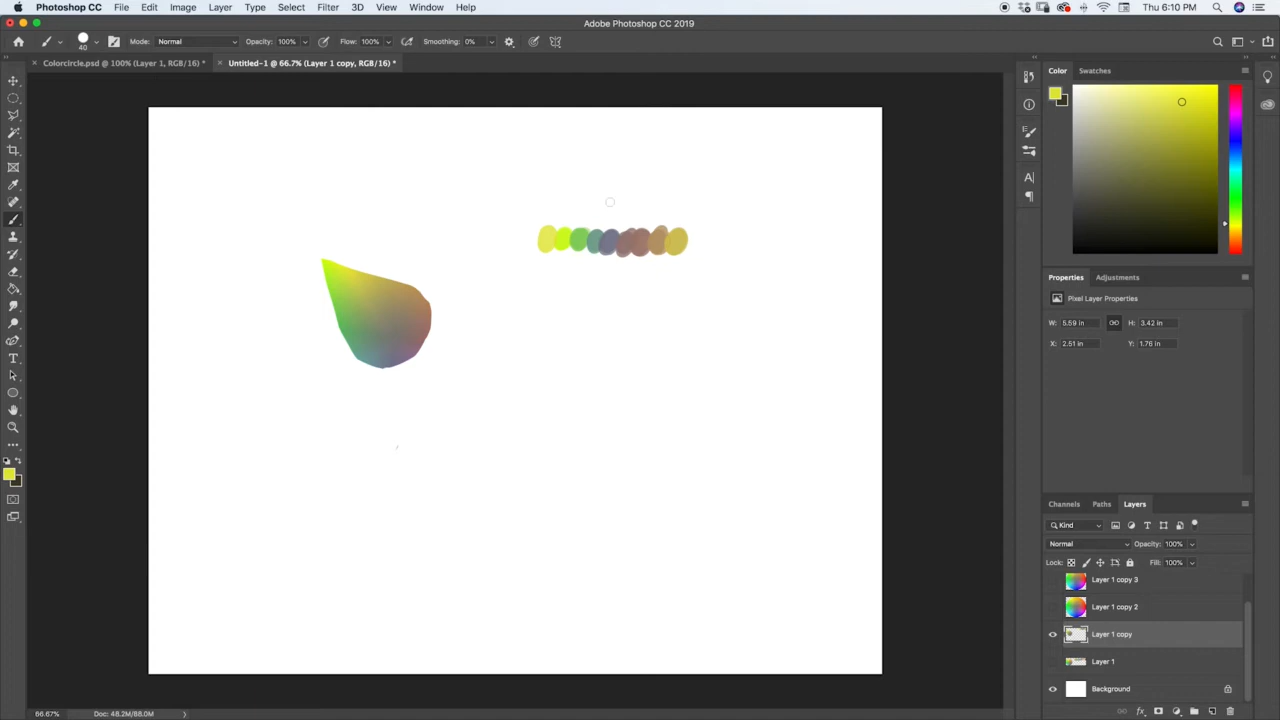 Photoshop CC File Edit Image Layer Type Select Filter 3D View Window Help Thu 6:10 PM
Adobe Photoshop CC 2019
40 Mode: Normal Opacity: 100% Flow: 100% Smoothing: 0%
Colorcircle.psd @ 100% (Layer 1, RGB/16) * Untitled-1 @ 66.7% (Layer 1 copy, RGB/16) *
Color Swatches
Properties Adjustments
Pixel Layer Properties
W: 5.59 in H: 3.42 in
X: 2.51 in Y: 1.76 in
Channels Paths Layers
Kind
Normal Opacity: 100%
Lock: Fill: 100%
Layer 1 copy 3
Layer 1 copy 2
Layer 1 copy
Layer 1
Background
66.67% Doc: 48.2M/88.0M